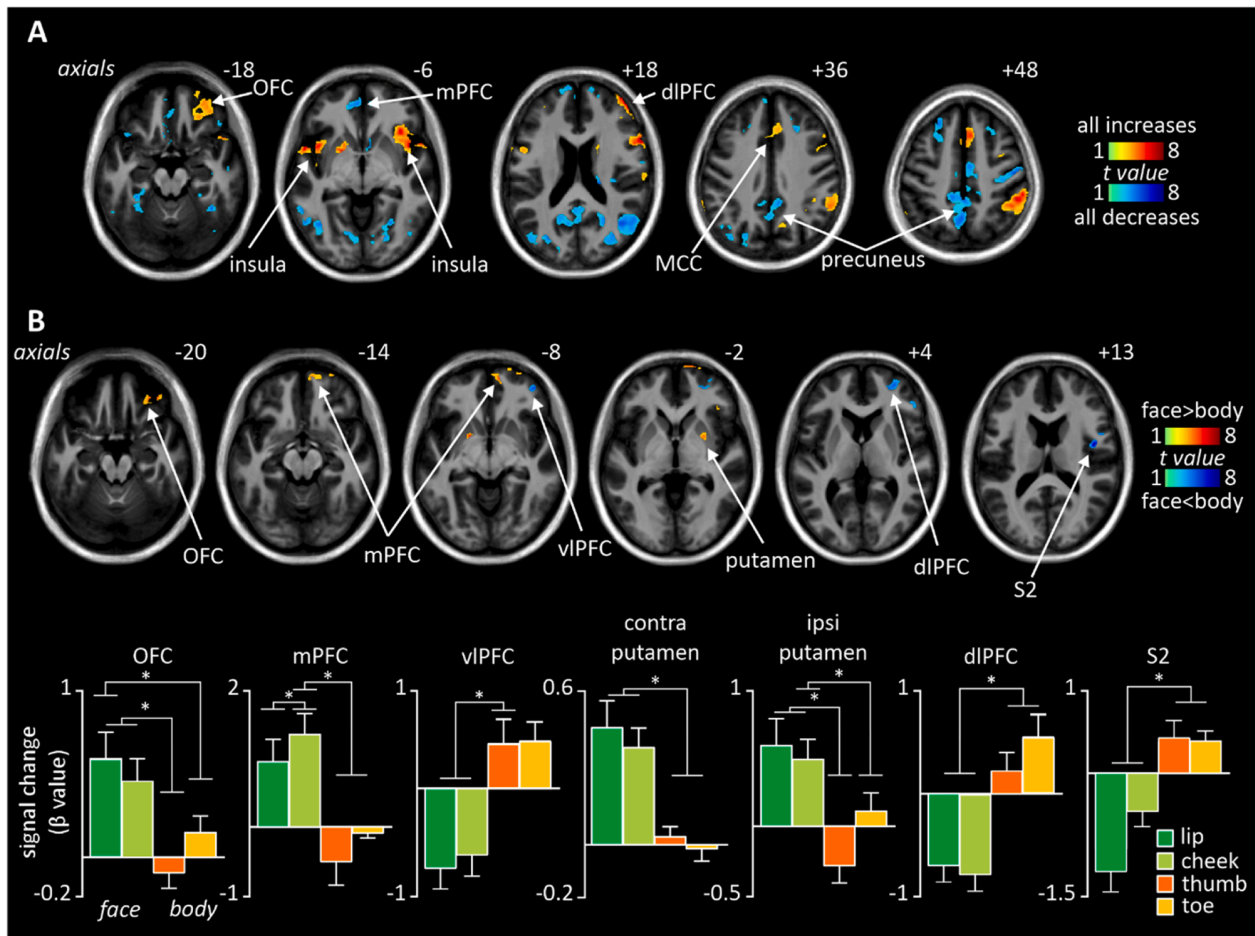 A
axials
-18
OFC
-6
mPFC
+18
dlPFC
+36
+48
all increases
1 8
t value
1 8
all decreases
insula
insula
MCC
precuneus
B
axials
-20
-14
-8
-2
+4
+13
face>body
1 8
t value
1 8
face<body
OFC
mPFC
vlPFC
putamen
dlPFC
S2
signal change
(β value)
OFC
1
-0.2
*
*
face body
mPFC
2
-1
* *
vlPFC
1
-1
*
contra
putamen
0.6
-0.2
*
ipsi
putamen
1
-0.5
*
*
dlPFC
1
-1
*
S2
1
-1.5
*
lip
cheek
thumb
toe